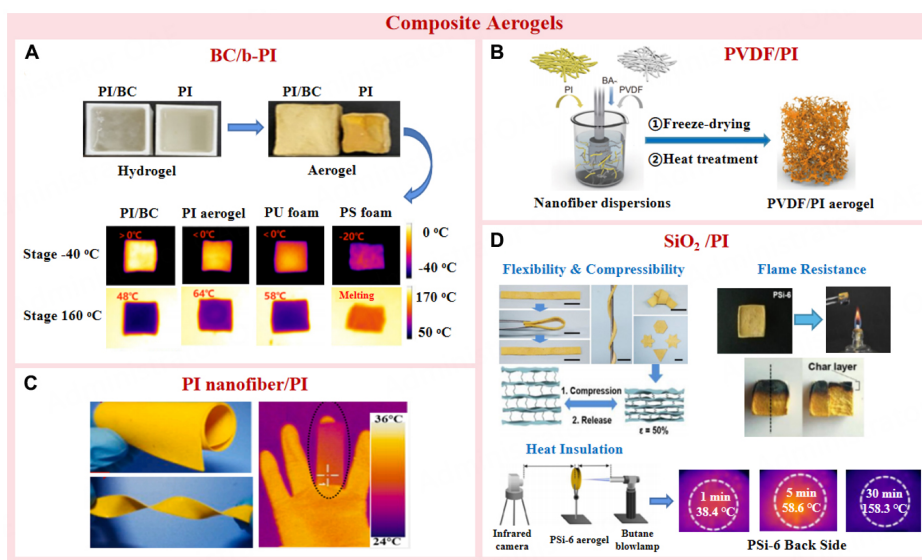 Composite Aerogels
A
BC/b-PI
PI/BC PI
PI/BC PI
Hydrogel
Aerogel
PI/BC PI aerogel PU foam PS foam
Stage -40 °C
>0°C <0°C <0°C -20°C
0 °C
-40 °C
Stage 160 °C
48°C 64°C 58°C Melting
170 °C
50 °C
B
PVDF/PI
PI
BA-
PVDF
①Freeze-drying
②Heat treatment
Nanofiber dispersions
PVDF/PI aerogel
C
PI nanofiber/PI
36°C
24°C
D
SiO2 /PI
Flexibility & Compressibility
Flame Resistance
PSi-6
1. Compression
2. Release
ε = 50%
Char layer
Heat Insulation
Infrared
camera
PSi-6 aerogel
Butane
blowlamp
1 min
38.4 °C
5 min
58.6 °C
30 min
158.3 °C
PSi-6 Back Side